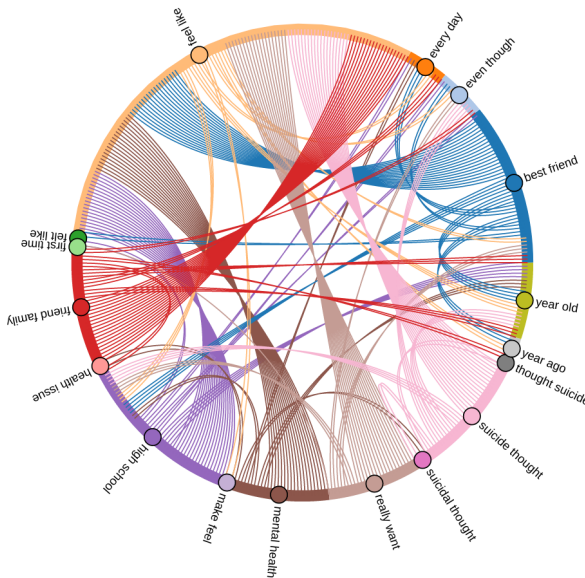 feel like
every day
even though
best friend
year old
year ago
thought suicide
suicide thought
suicidal thought
really want
mental health
make feel
high school
health issue
friend family
first time
felt like